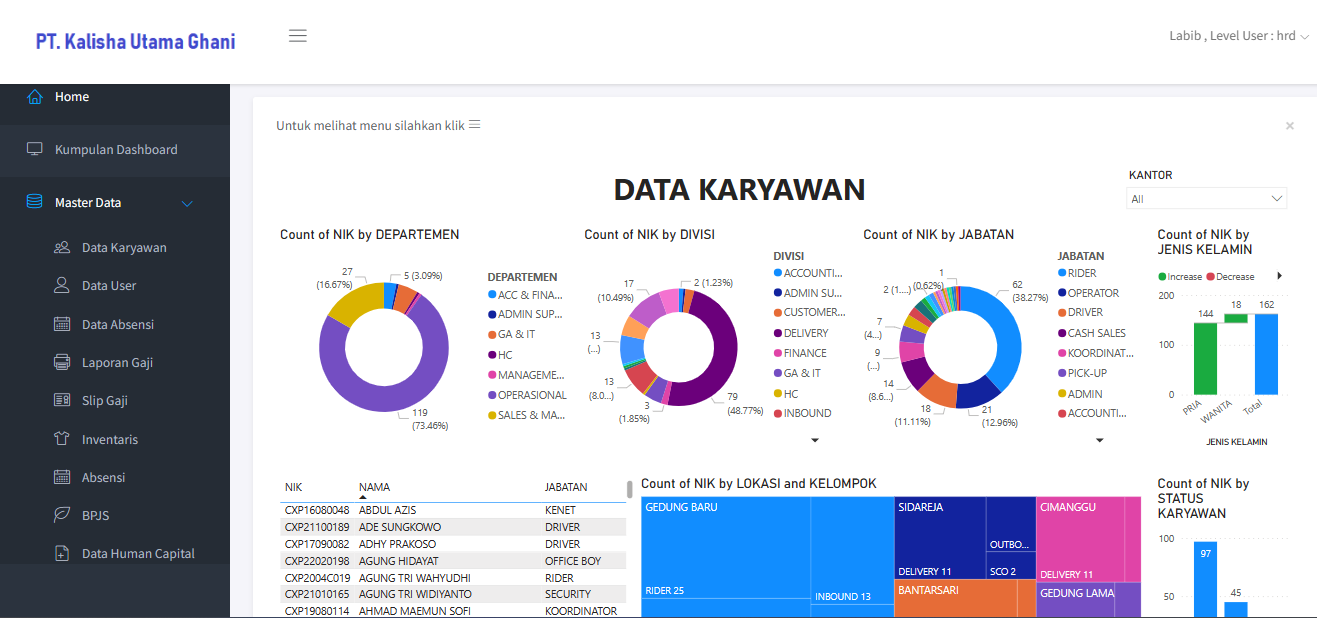 PT. Kalisha Utama Ghani
Labib , Level User : hrd
Home
Kumpulan Dashboard
Master Data
Data Karyawan
Data User
Data Absensi
Laporan Gaji
Slip Gaji
Inventaris
Absensi
BPJS
Data Human Capital
Untuk melihat menu silahkan klik
×
DATA KARYAWAN
KANTOR
All
Count of NIK by DEPARTEMEN
27
(16.67%)
5 (3.09%)
119
(73.46%)
DEPARTEMEN
ACC & FINA...
ADMIN SUP...
GA & IT
HC
MANAGEME...
OPERASIONAL
SALES & MA...
Count of NIK by DIVISI
17
(10.49%)
2 (1.23%)
13
(...)
13
(8.0...)
3
(1.85%)
79
(48.77%)
DIVISI
ACCOUNTI...
ADMIN SU...
CUSTOMER...
DELIVERY
FINANCE
GA & IT
HC
INBOUND
Count of NIK by JABATAN
1
(0.62%)
2 (1....)
62
(38.27%)
7
(4....)
9
(...)
14
(8.6...)
18
(11.11%)
21
(12.96%)
JABATAN
RIDER
OPERATOR
DRIVER
CASH SALES
KOORDINAT...
PICK-UP
ADMIN
ACCOUNTI...
Count of NIK by
JENIS KELAMIN
Increase Decrease
200
144 18 162
100
0
PRIA WANITA Total
JENIS KELAMIN
NIK NAMA JABATAN
CXP16080048 ABDUL AZIS KENET
CXP21100189 ADE SUNGKOWO DRIVER
CXP17090082 ADHY PRAKOSO DRIVER
CXP22020198 AGUNG HIDAYAT OFFICE BOY
CXP2004C019 AGUNG TRI WAHYUDHI RIDER
CXP21010165 AGUNG TRI WIDIYANTO SECURITY
CXP19080114 AHMAD MAEMUN SOFI KOORDINATOR
Count of NIK by LOKASI and KELOMPOK
GEDUNG BARU
RIDER 25
INBOUND 13
SIDAREJA
DELIVERY 11
OUTBO...
SCO 2
BANTARSARI
CIMANGGU
DELIVERY 11
GEDUNG LAMA
Count of NIK by
STATUS
KARYAWAN
100
97
50
45